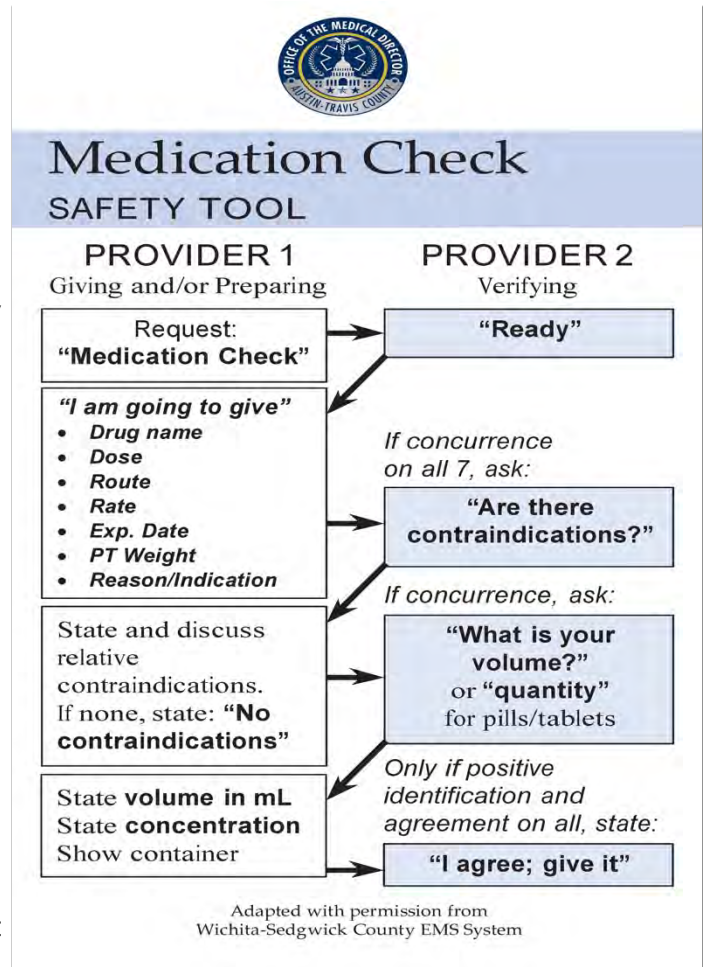 OFFICE OF THE MEDICAL DIRECTOR
AUSTIN-TRAVIS COUNTY
Medication Check
SAFETY TOOL
PROVIDER 1
Giving and/or Preparing
PROVIDER 2
Verifying
Request:
“Medication Check”
“Ready”
“I am going to give”
• Drug name
• Dose
• Route
• Rate
• Exp. Date
• PT Weight
• Reason/Indication
If concurrence
on all 7, ask:
“Are there
contraindications?”
State and discuss
relative
contraindications.
If none, state: “No
contraindications”
If concurrence, ask:
“What is your
volume?”
or “quantity”
for pills/tablets
State volume in mL
State concentration
Show container
Only if positive
identification and
agreement on all, state:
“I agree; give it”
Adapted with permission from
Wichita-Sedgwick County EMS System